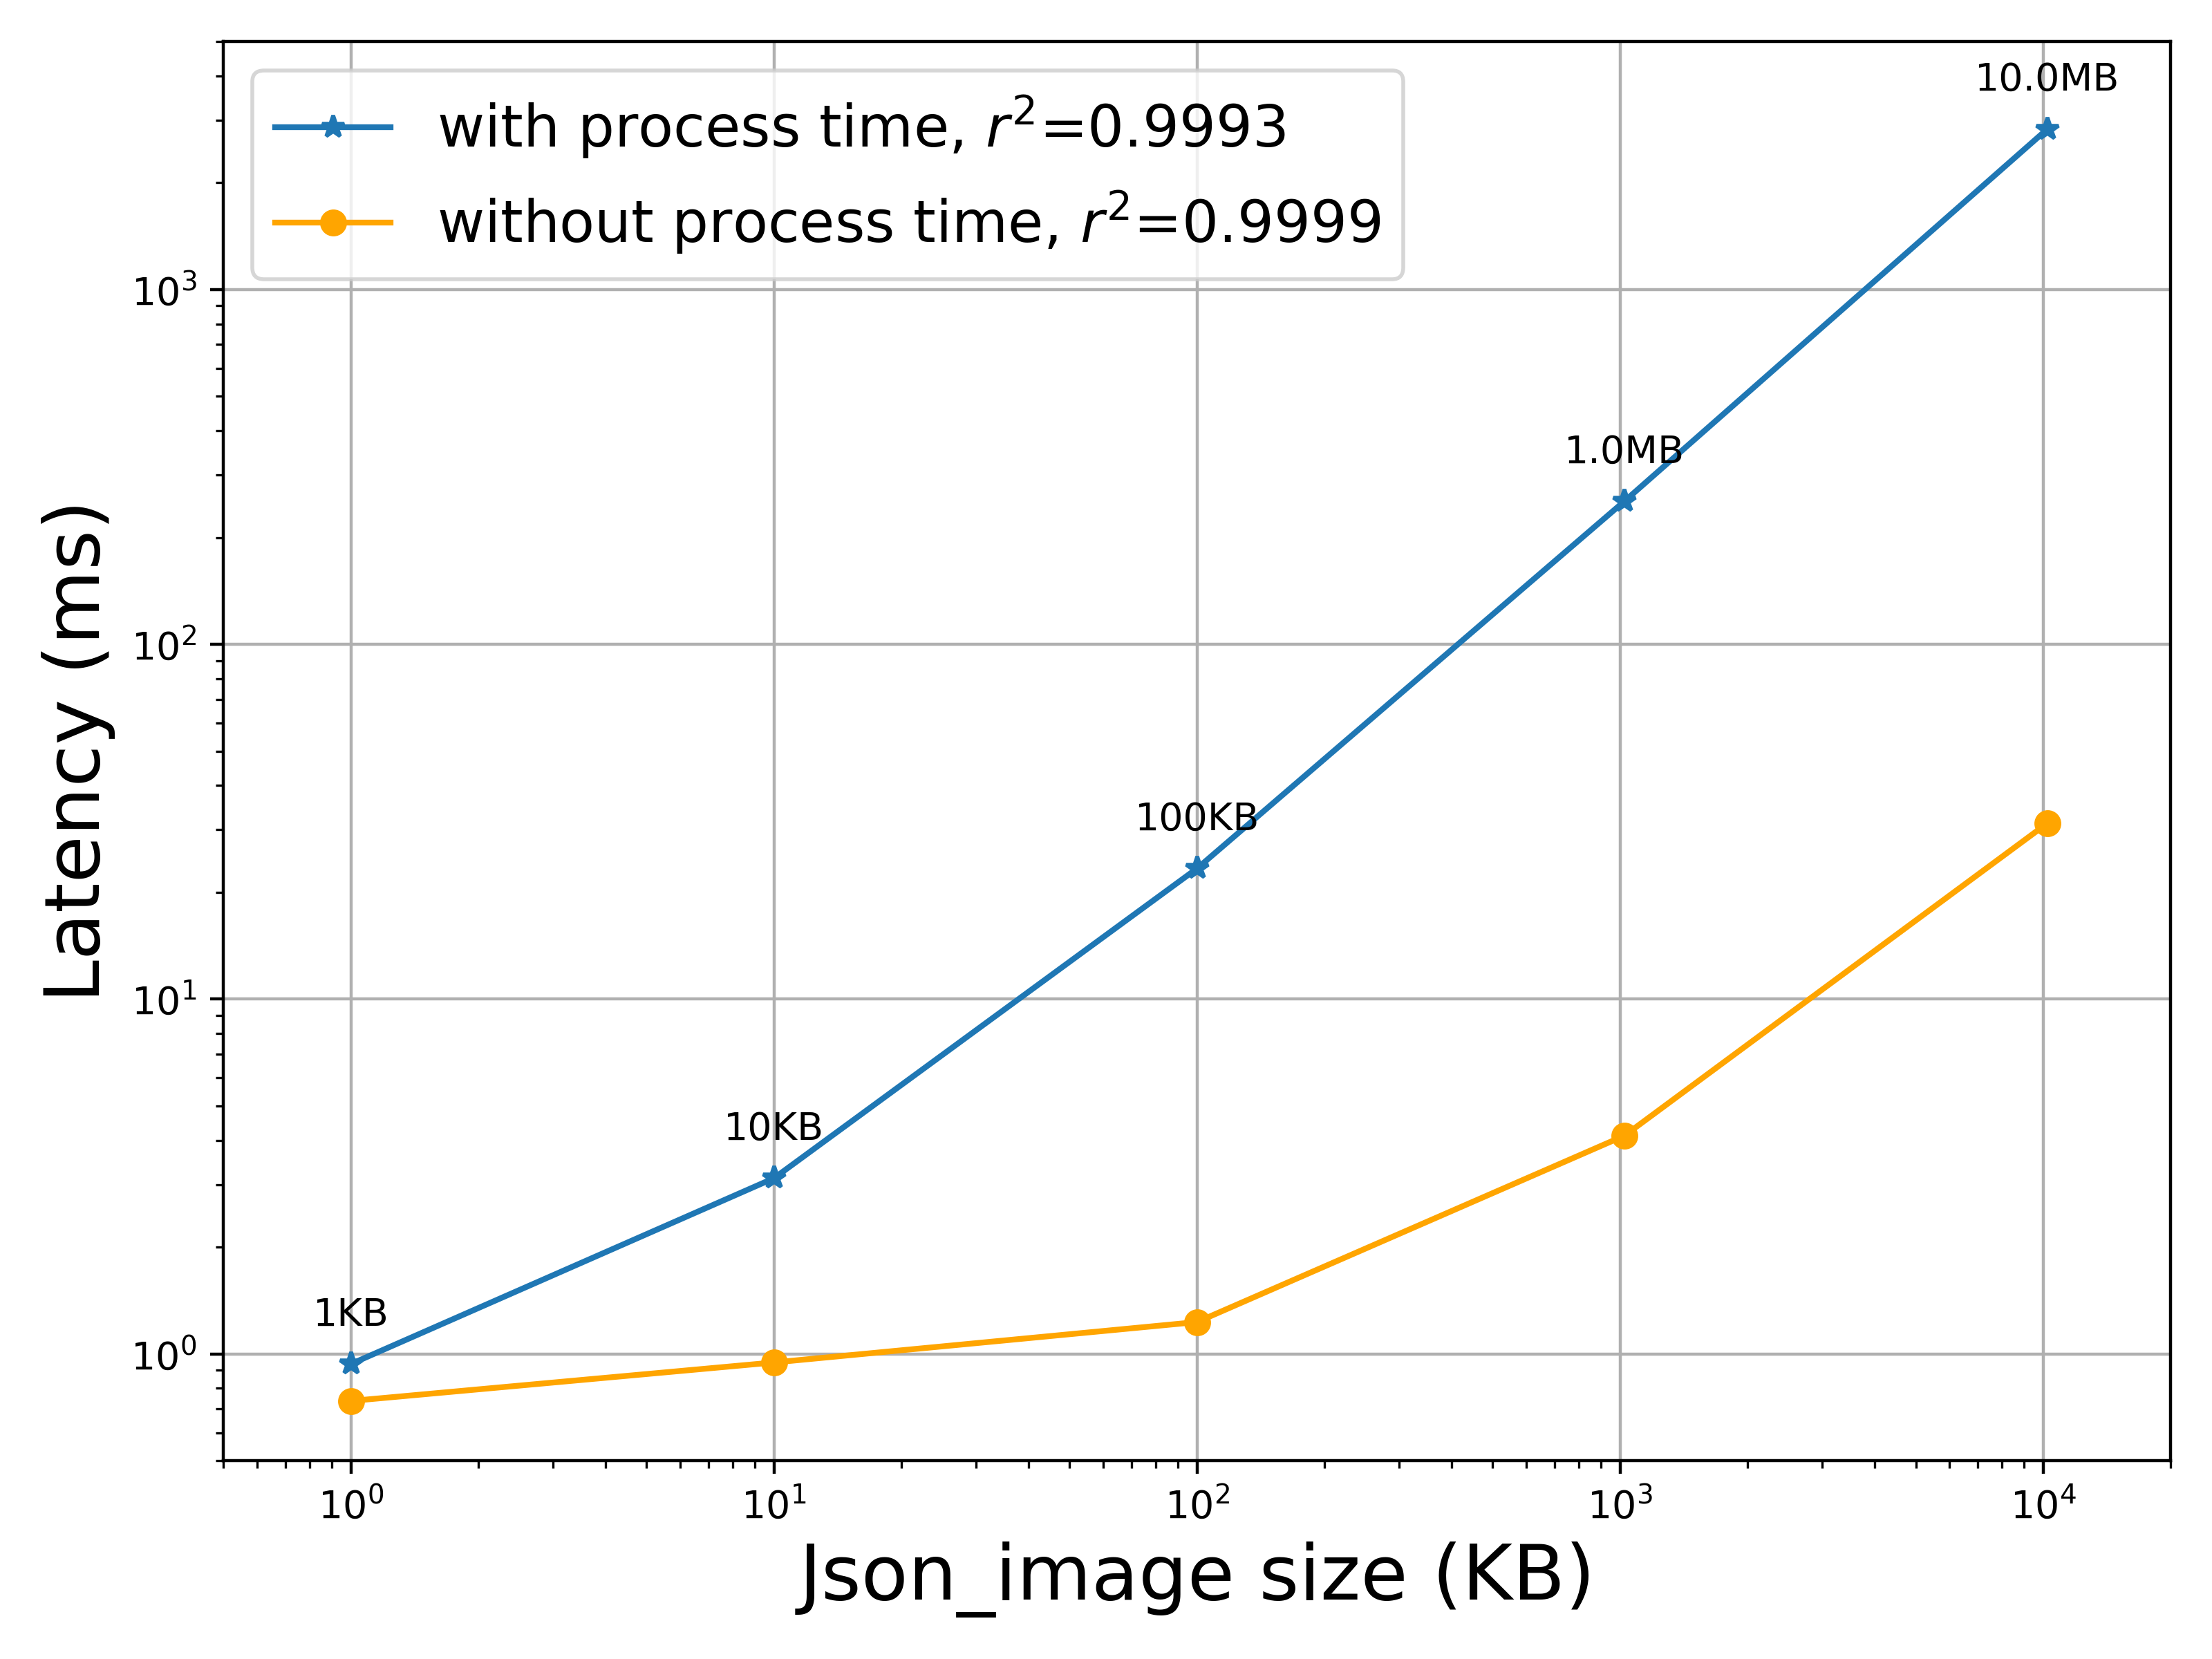 with process time, r²=0.9993
without process time, r²=0.9999
10.0MB
1.0MB
100KB
10KB
1KB
10³
10²
10¹
10⁰
Latency (ms)
10⁰ 10¹ 10² 10³ 10⁴
Json_image size (KB)